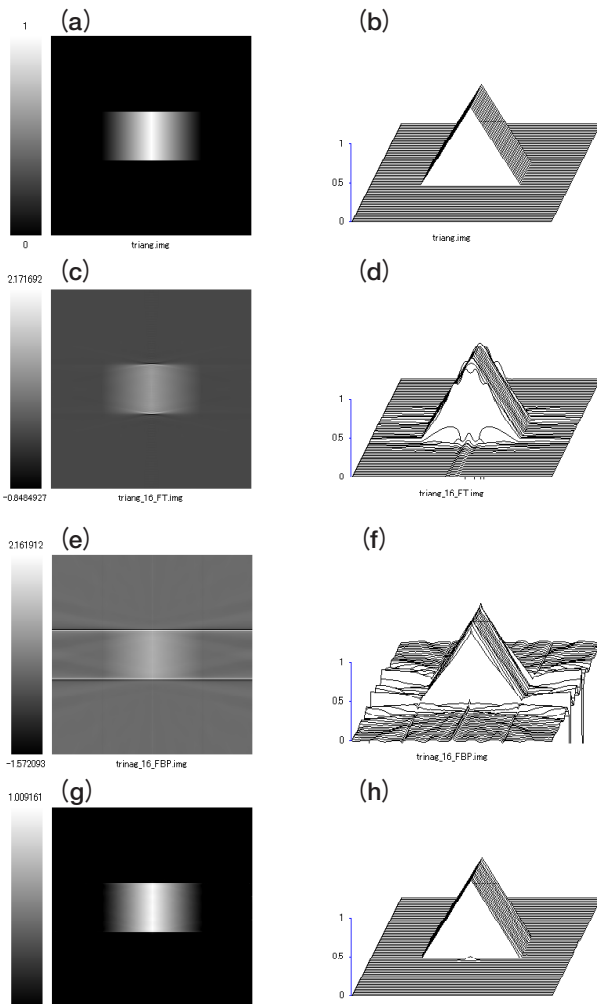 (a)
(b)
1
0
triang.img
1
0.5
0
triang.img
(c)
(d)
2.171692
-0.8484927
triang_16_FT.img
1
0.5
0
triang_16_FT.img
(e)
(f)
2.161912
-1.572093
trinag_16_FBP.img
1
0.5
0
trinag_16_FBP.img
(g)
(h)
1.009161
1
0.5
0